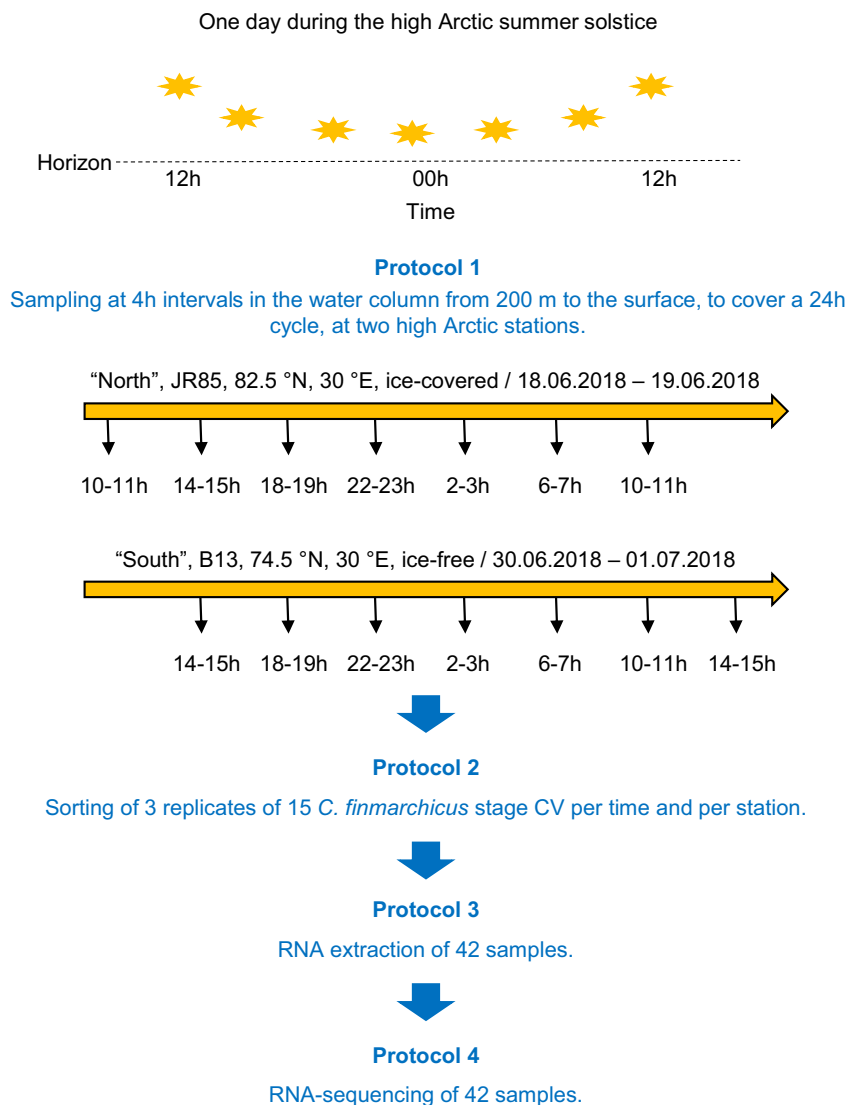 One day during the high Arctic summer solstice
Horizon
12h 00h 12h
Time
Protocol 1
Sampling at 4h intervals in the water column from 200 m to the surface, to cover a 24h
cycle, at two high Arctic stations.
“North”, JR85, 82.5 °N, 30 °E, ice-covered / 18.06.2018 – 19.06.2018
10-11h 14-15h 18-19h 22-23h 2-3h 6-7h 10-11h
“South”, B13, 74.5 °N, 30 °E, ice-free / 30.06.2018 – 01.07.2018
14-15h 18-19h 22-23h 2-3h 6-7h 10-11h 14-15h
Protocol 2
Sorting of 3 replicates of 15 C. finmarchicus stage CV per time and per station.
Protocol 3
RNA extraction of 42 samples.
Protocol 4
RNA-sequencing of 42 samples.